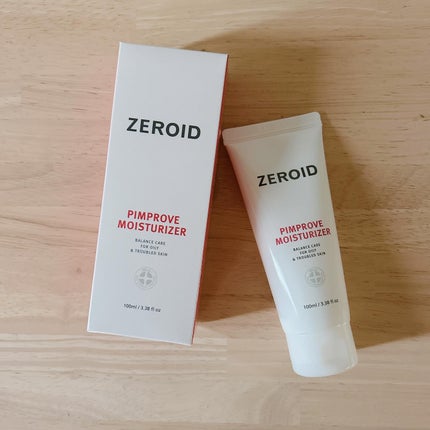 ZEROID
PIMPROVE
MOISTURIZER
BALANCE CARE
FOR OILY
& TROUBLED SKIN
100ml / 3.38 fl oz
ZEROID
PIMPROVE
MOISTURIZER
BALANCE CARE
FOR OILY
& TROUBLED SKIN
100ml / 3.38 fl oz